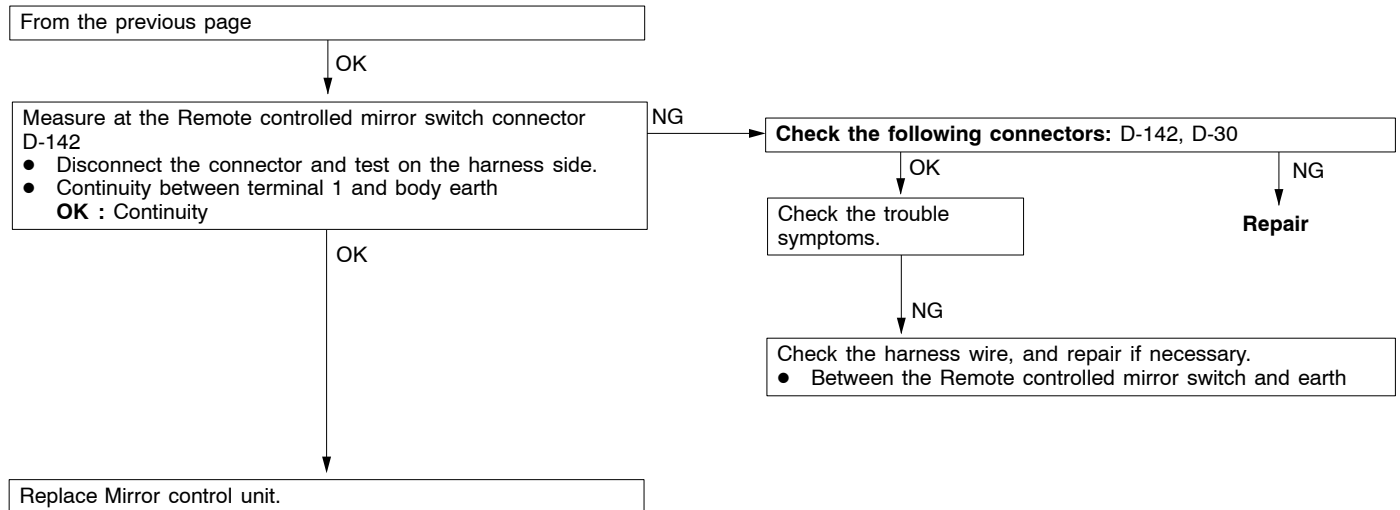 From the previous page
OK
Measure at the Remote controlled mirror switch connector
D-142
● Disconnect the connector and test on the harness side.
● Continuity between terminal 1 and body earth
OK : Continuity
NG
Check the following connectors: D-142, D-30
OK
NG
Check the trouble
symptoms.
Repair
OK
NG
Check the harness wire, and repair if necessary.
● Between the Remote controlled mirror switch and earth
Replace Mirror control unit.